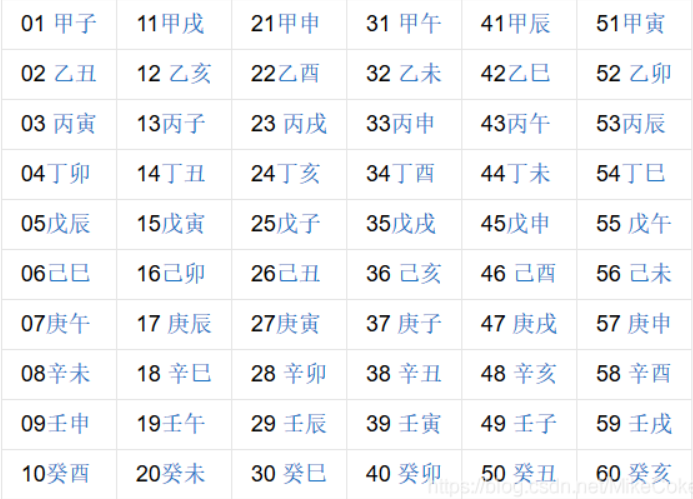 01 甲子 11甲戌 21甲申 31 甲午 41甲辰 51甲寅
02 乙丑 12 乙亥 22乙酉 32 乙未 42乙巳 52 乙卯
03 丙寅 13丙子 23 丙戌 33丙申 43丙午 53丙辰
04丁卯 14丁丑 24丁亥 34丁酉 44丁未 54丁巳
05戊辰 15戊寅 25戊子 35戊戌 45戊申 55 戊午
06己巳 16己卯 26己丑 36 己亥 46 己酉 56 己未
07庚午 17 庚辰 27庚寅 37 庚子 47 庚戌 57 庚申
08辛未 18 辛巳 28 辛卯 38 辛丑 48 辛亥 58 辛酉
09壬申 19壬午 29 壬辰 39 壬寅 49 壬子 59 壬戌
10癸酉 20癸未 30 癸巳 40 癸卯 50 癸丑 60 癸亥
https://blog.csdn.net/MikeCoke